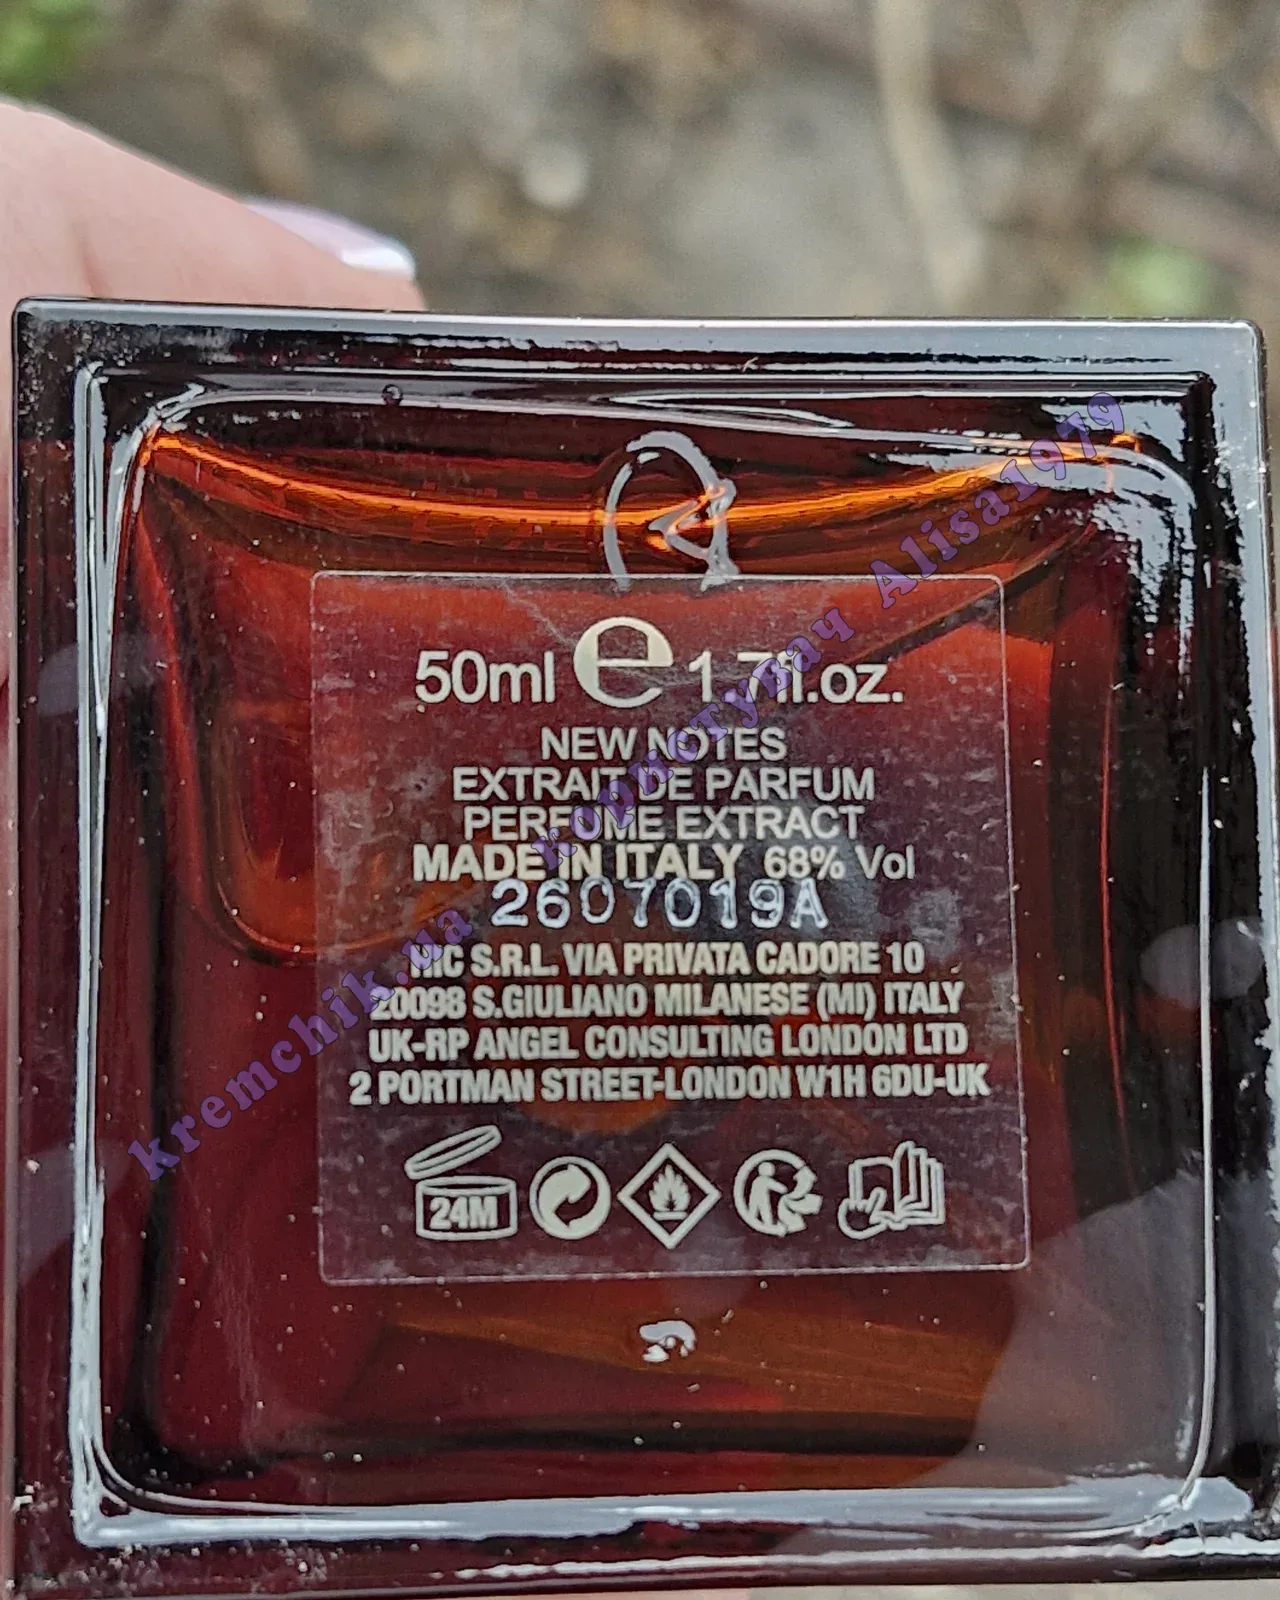 50ml e 1.7fl.oz.
NEW NOTES
EXTRAIT DE PARFUM
PERFUME EXTRACT
MADE IN ITALY 68% Vol
2607019A
HIC S.R.L. VIA PRIVATA CADORE 10
20098 S.GIULIANO MILANESE (MI) ITALY
UK-RP ANGEL CONSULTING LONDON LTD
2 PORTMAN STREET-LONDON W1H 6DU-UK
24M
kremchik.ua користувач Alisa1979